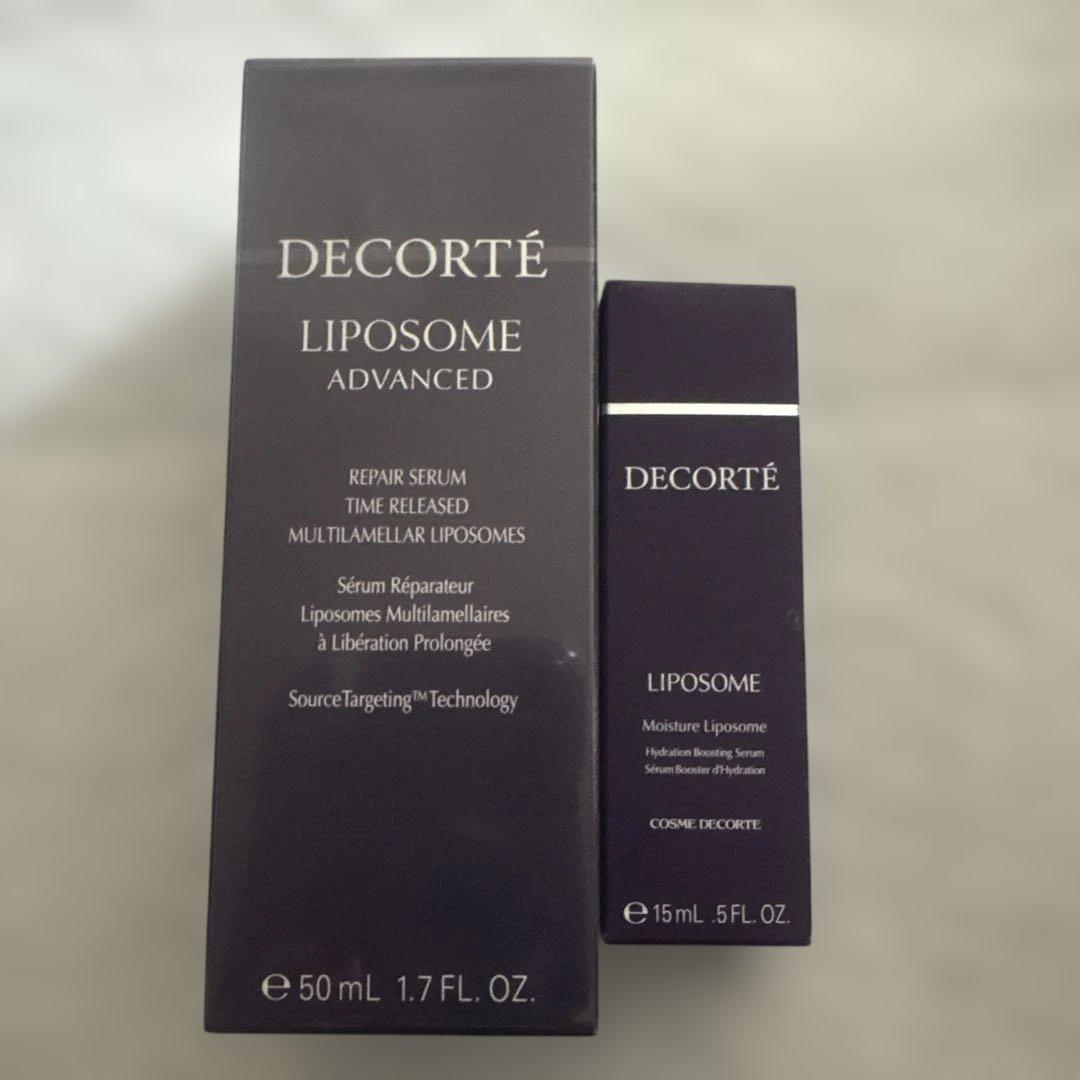 DECORTÉ
LIPOSOME
ADVANCED
REPAIR SERUM
TIME RELEASED
MULTILAMELLAR LIPOSOMES
Sérum Réparateur
Liposomes Multilamellaires
à Libération Prolongée
SourceTargeting™ Technology
℮ 50 mL 1.7 FL. OZ.
DECORTÉ
LIPOSOME
Moisture Liposome
Hydration Boosting Serum
Sérum Booster d'Hydration
COSME DECORTE
℮ 15 mL .5 FL. OZ.